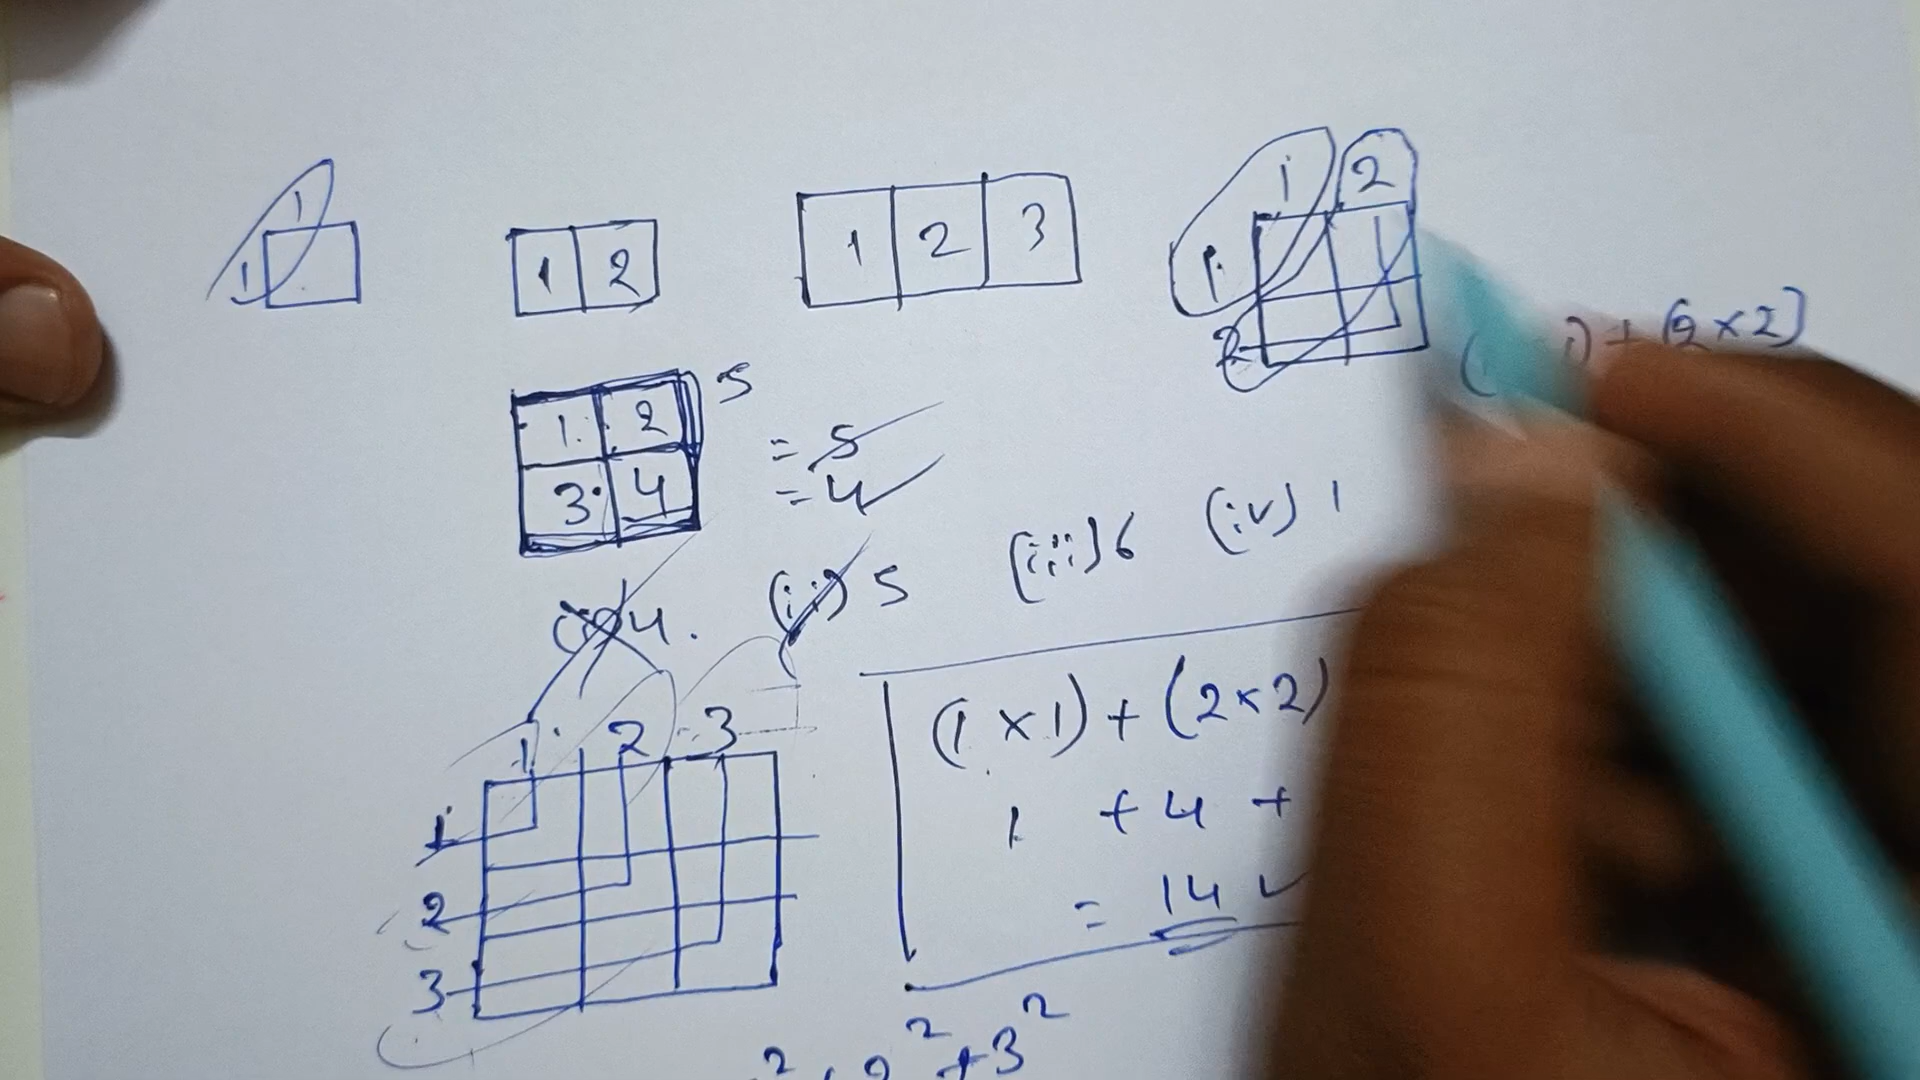 1
1
1 2
1 2 3
1 2
1
2
( 1) + (2 × 2)
1 2 5
3 4
= 5
= 4
(i) 4. (ii) 5 (iii) 6 (iv) 1
1 2 3
1
2
3
(1 × 1) + (2 × 2)
1 + 4 +
= 14
2 + 2² + 3²